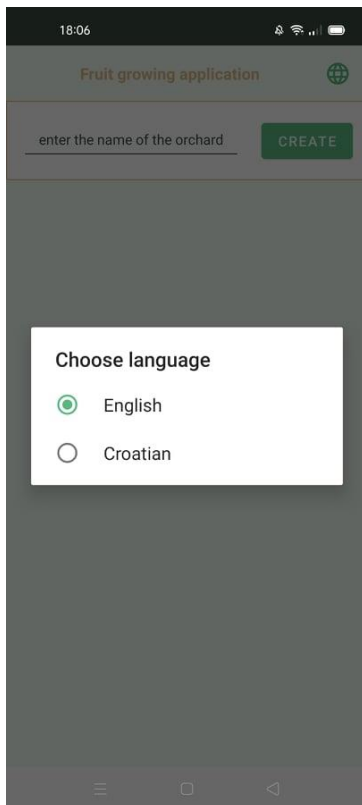 18:06
Fruit growing application
enter the name of the orchard
CREATE
Choose language
English
Croatian